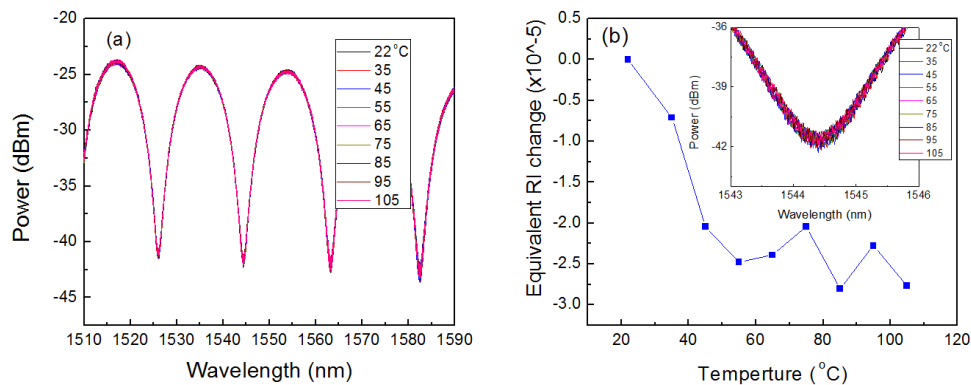 (a)
-20
-25
-30
-35
-40
-45
Power (dBm)
1510 1520 1530 1540 1550 1560 1570 1580 1590
Wavelength (nm)
22°C
35
45
55
65
75
85
95
105
(b)
0.5
0.0
-0.5
-1.0
-1.5
-2.0
-2.5
-3.0
Equivalent RI change (x10^-5)
20 40 60 80 100 120
Temperture (°C)
-36
-39
-42
Power (dBm)
1543 1544 1545 1546
Wavelength (nm)
22°C
35
45
55
65
75
85
95
105